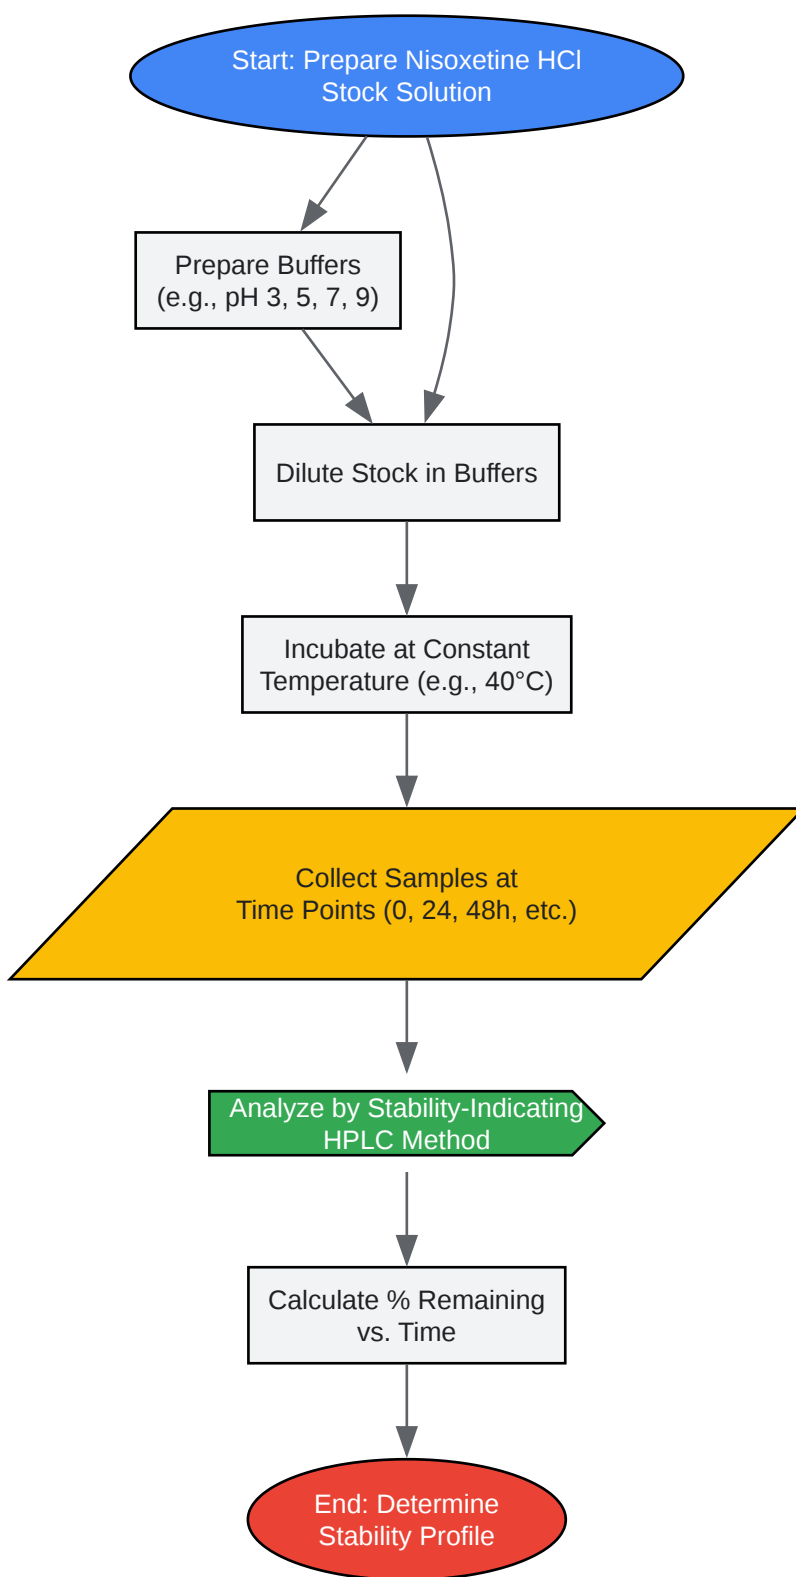 Start: Prepare Nisoxetine HCl
Stock Solution
Prepare Buffers
(e.g., pH 3, 5, 7, 9)
Dilute Stock in Buffers
Incubate at Constant
Temperature (e.g., 40°C)
Collect Samples at
Time Points (0, 24, 48h, etc.)
Analyze by Stability-Indicating
HPLC Method
Calculate % Remaining
vs. Time
End: Determine
Stability Profile